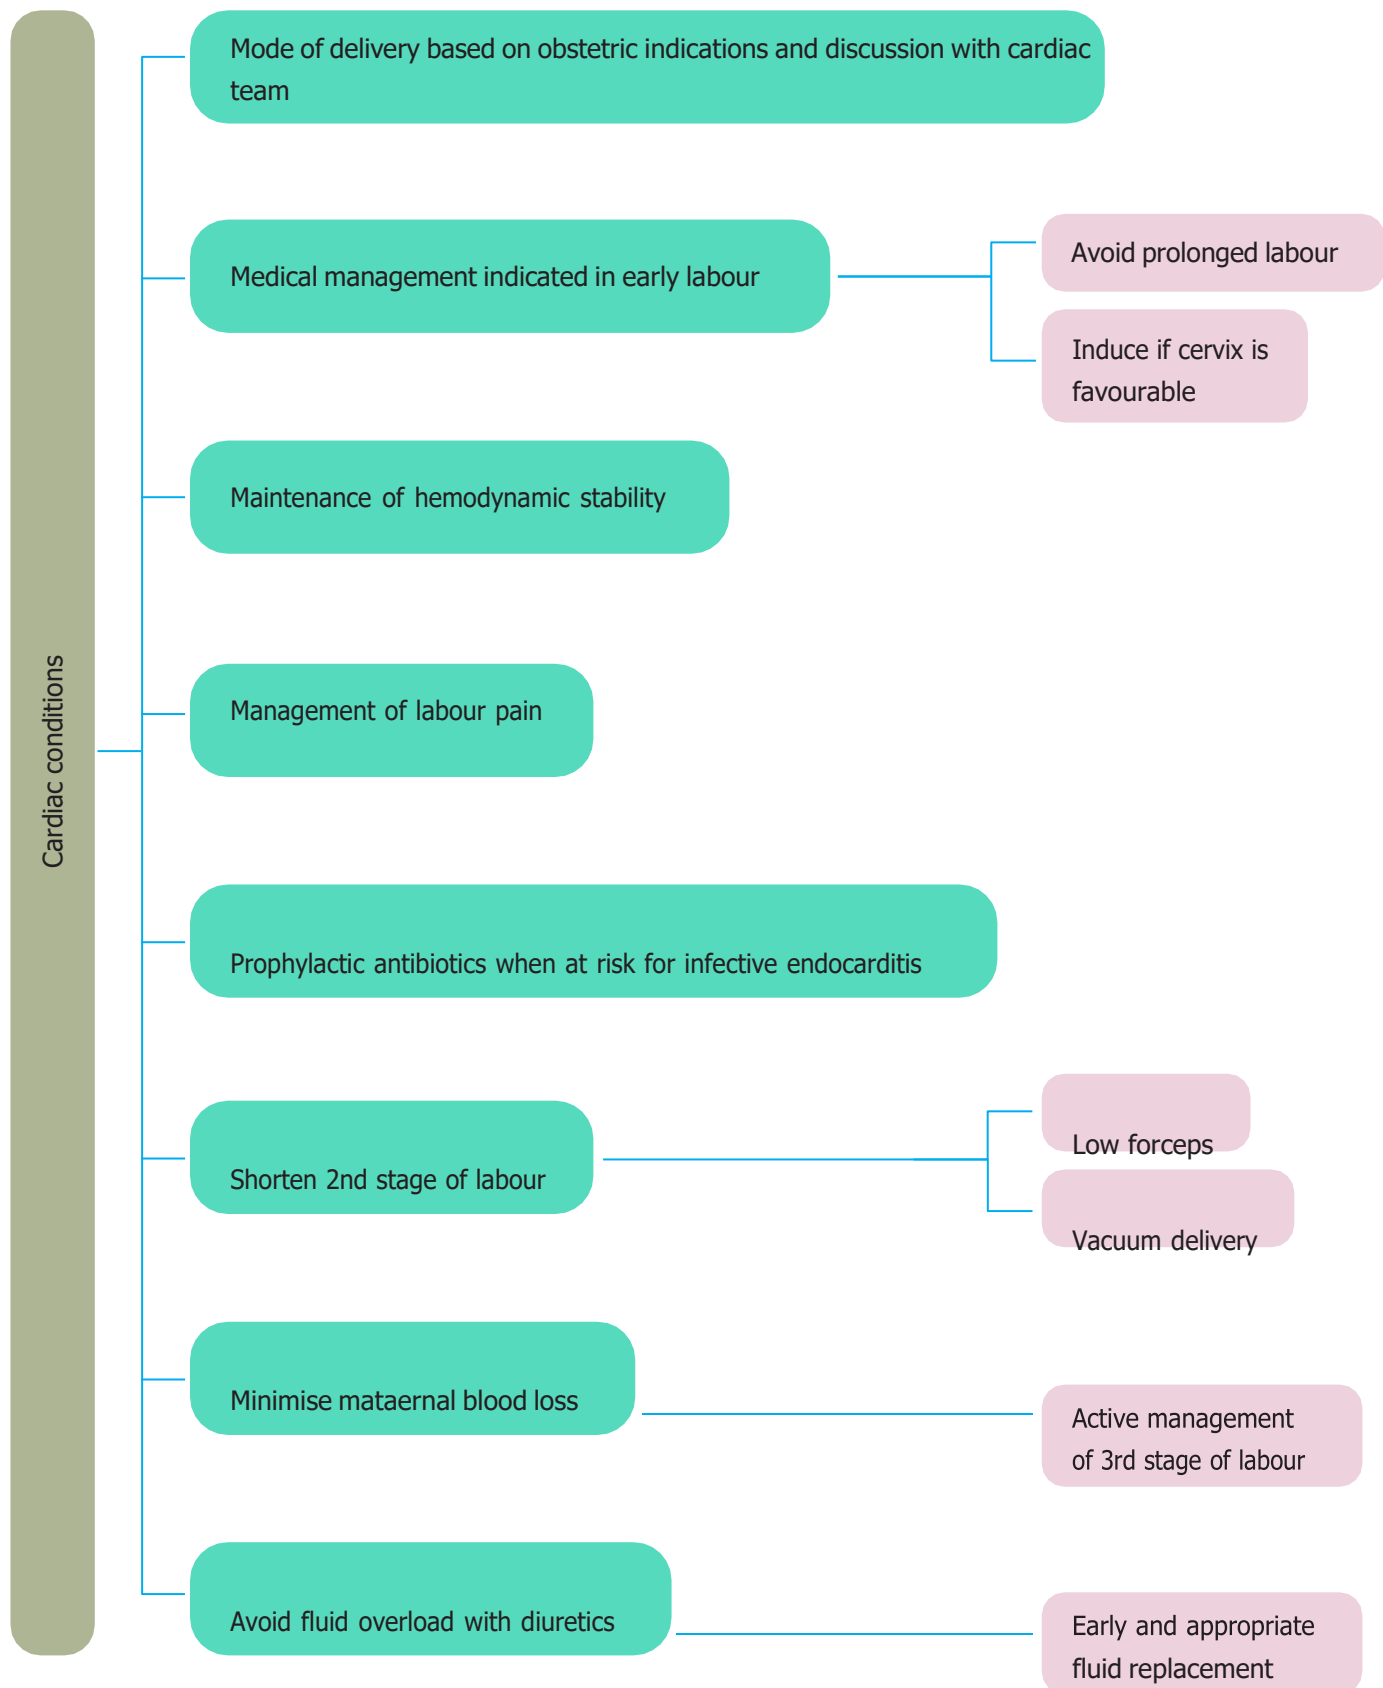 Cardiac conditions
Mode of delivery based on obstetric indications and discussion with cardiac
team
Medical management indicated in early labour
Avoid prolonged labour
Induce if cervix is
favourable
Maintenance of hemodynamic stability
Management of labour pain
Prophylactic antibiotics when at risk for infective endocarditis
Shorten 2nd stage of labour
Low forceps
Vacuum delivery
Minimise mataernal blood loss
Active management
of 3rd stage of labour
Avoid fluid overload with diuretics
Early and appropriate
fluid replacement